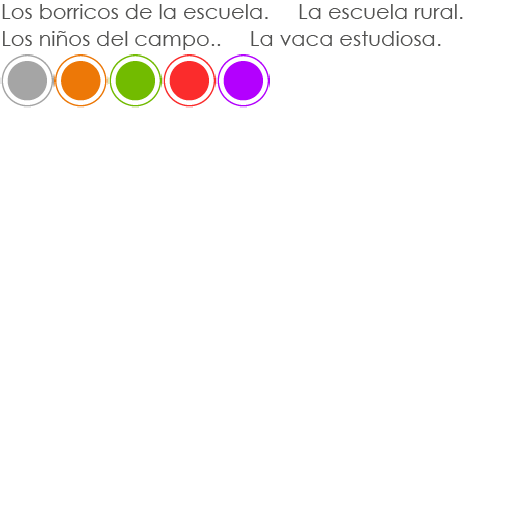 Los borricos de la escuela.     La escuela rural.
Los niños del campo..     La vaca estudiosa.